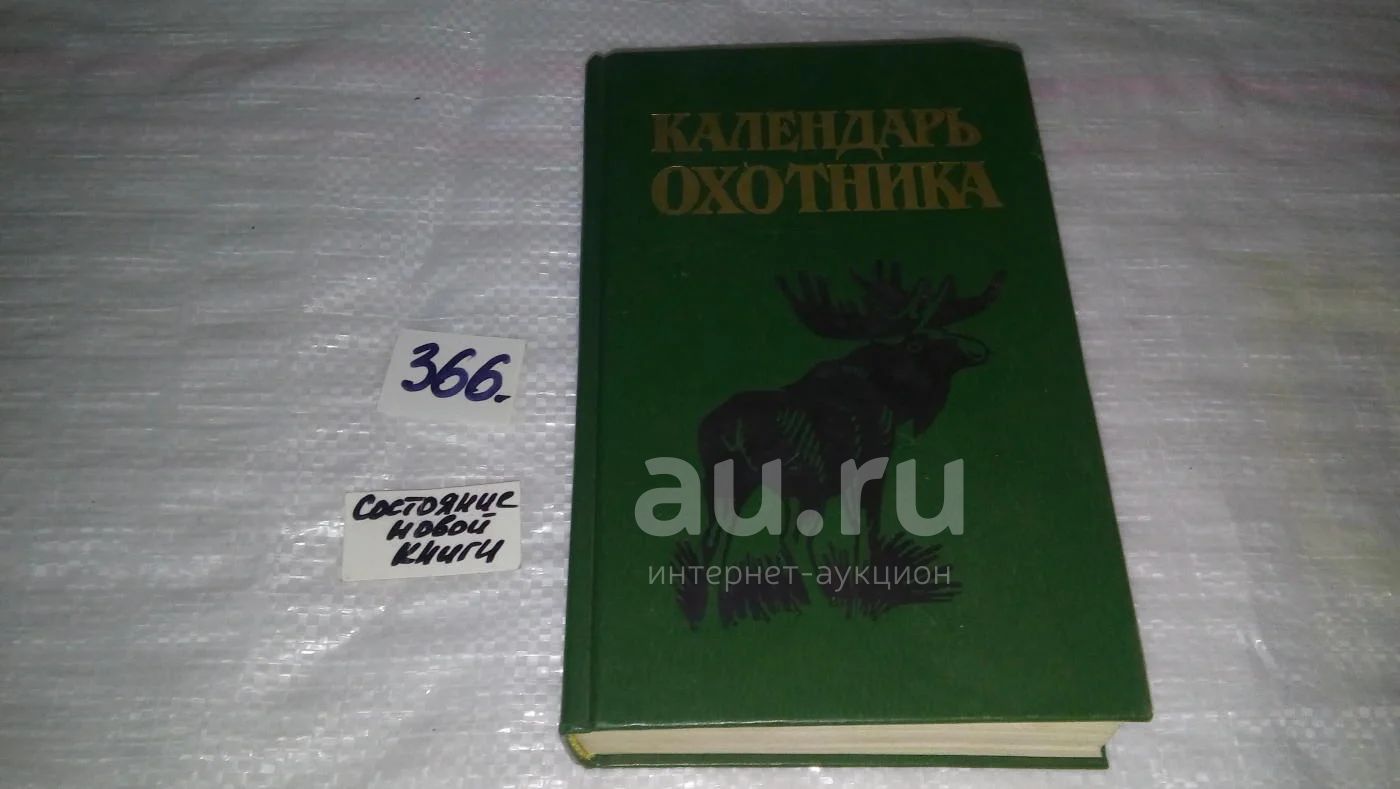 КАЛЕНДАРЬ
ОХОТНИКА
366.
Состояние
новой
книги
au.ru
интернет-аукцион